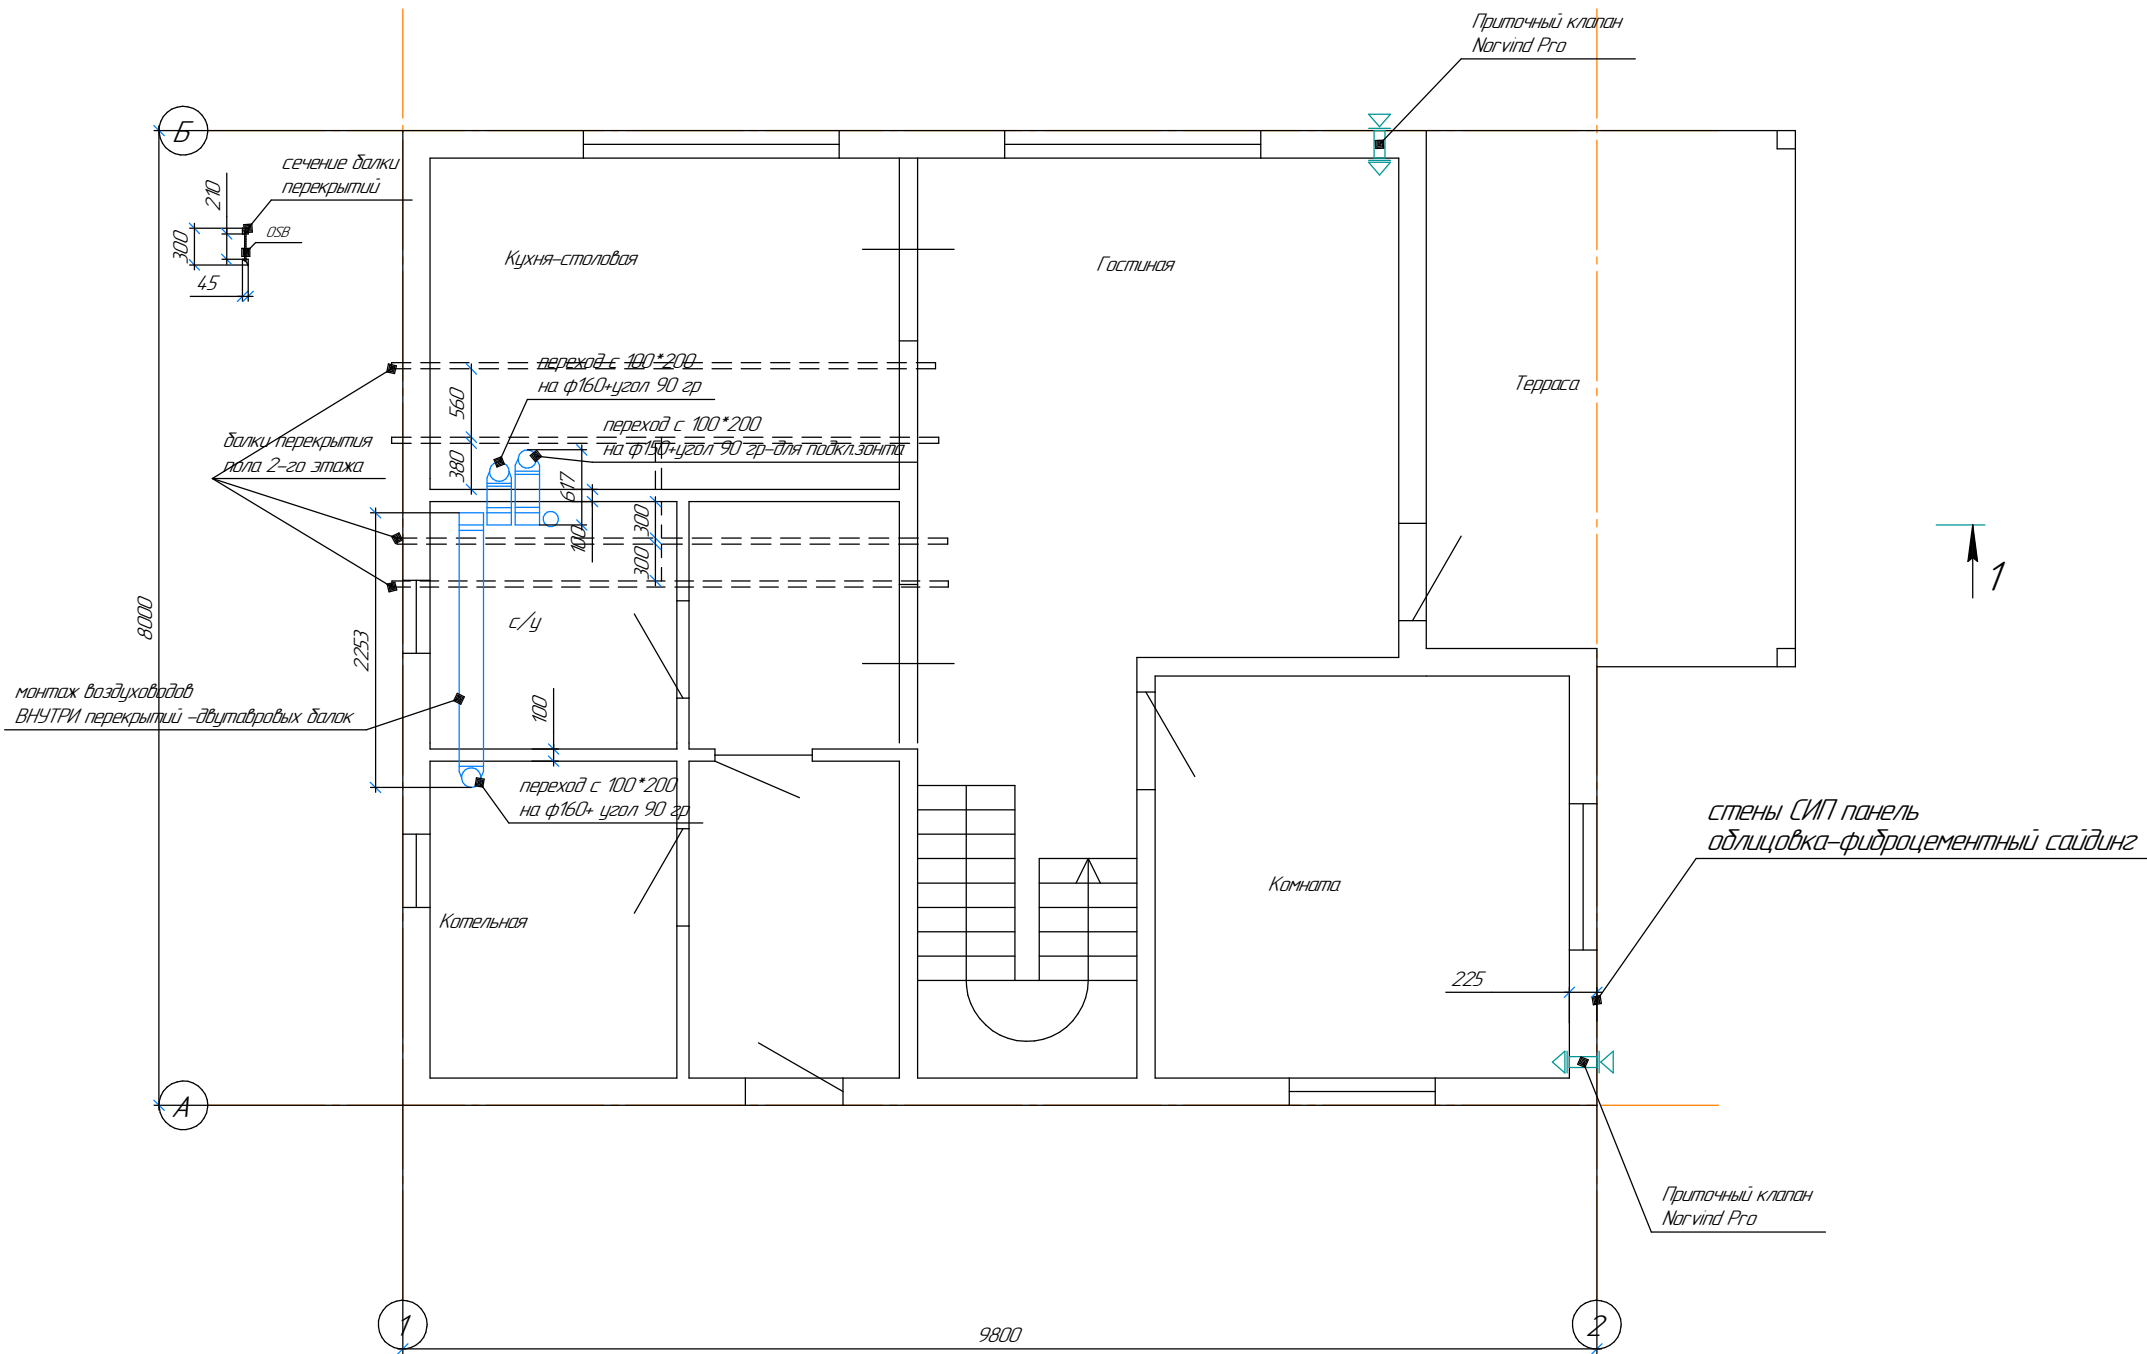 Приточный клапан
Norvind Pro
Б
сечение балки
перекрытий
210
300
OSB
45
Кухня-столовая
Гостиная
Терраса
переход с 100*200
на ф160+угол 90 гр
560
переход с 100*200
на ф150+угол 90 гр-для подкл.зонта
балки перекрытия
пола 2-го этажа
380
617
100
300
300
1
8000
2253
с/у
монтаж воздуховодов
ВНУТРИ перекрытий -двутавровых балок
100
переход с 100*200
на ф160+ угол 90 гр
стены СИП панель
облицовка-фиброцементный сайдинг
Комната
Котельная
225
А
Приточный клапан
Norvind Pro
1
9800
2